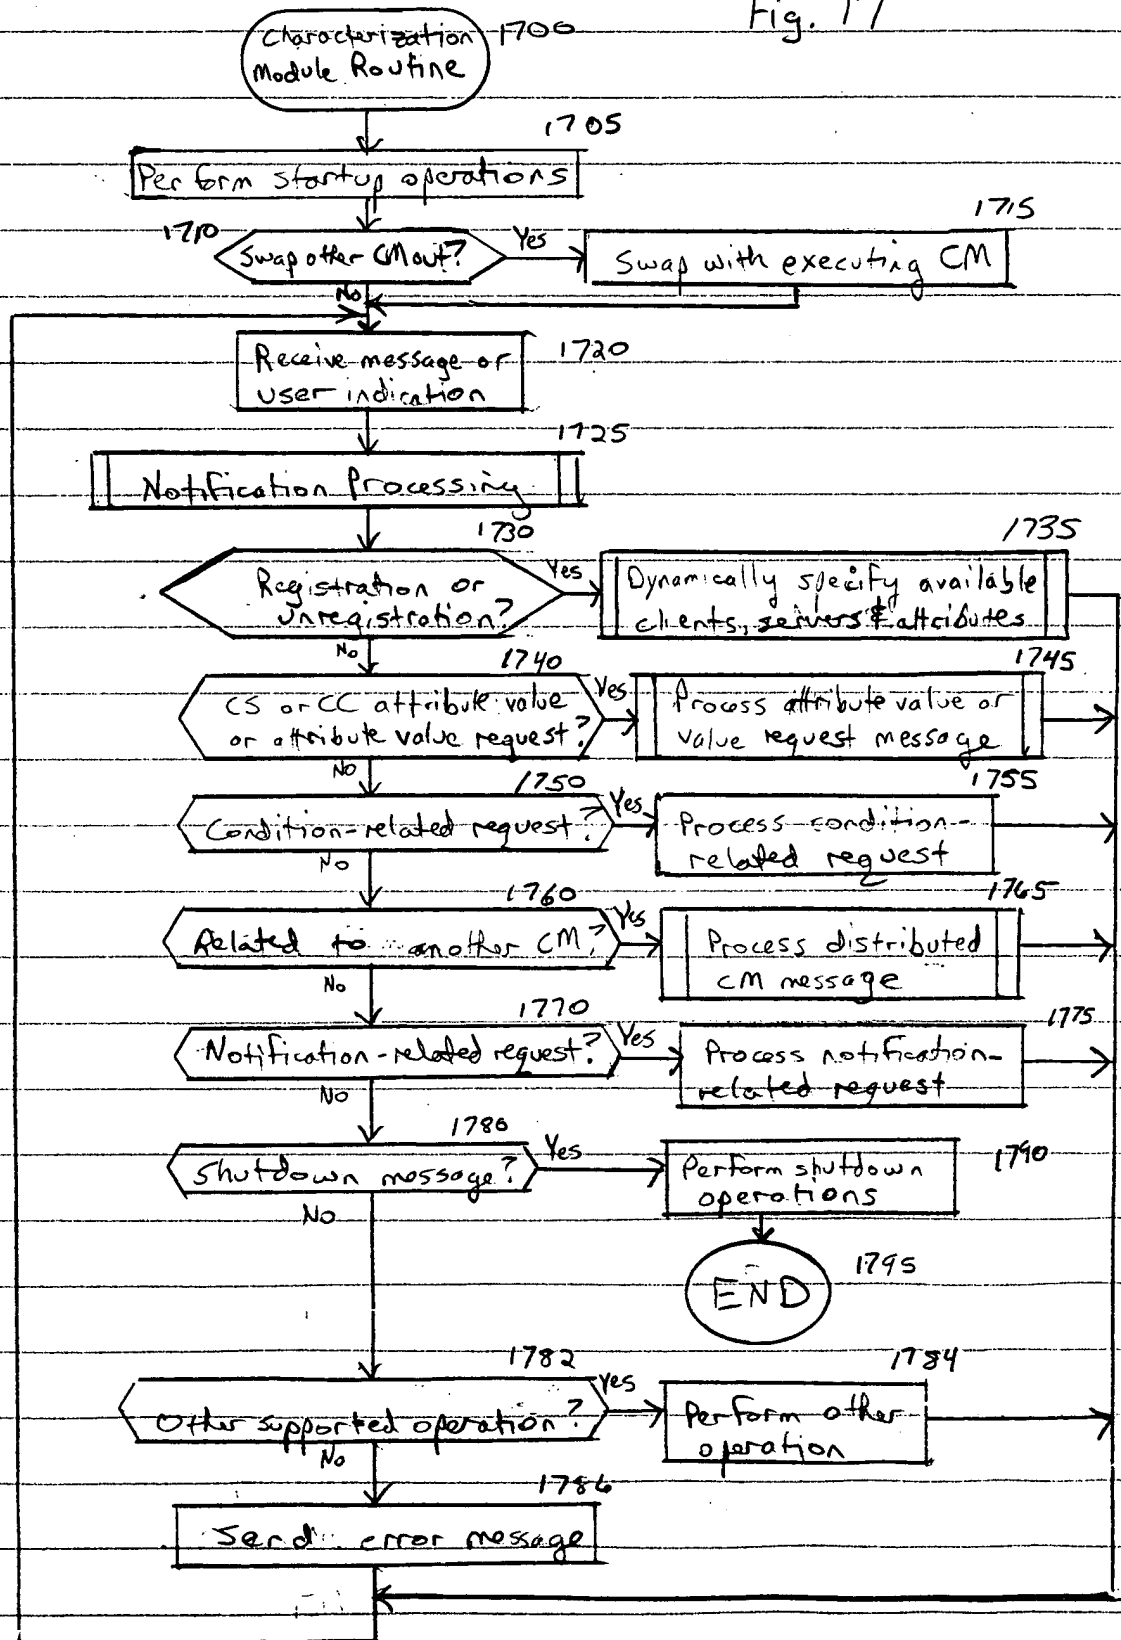 Fig. 17
Characterization 1700
Module Routine
1705
Perform startup operations
1710
Swap other CM out?
Yes
1715
Swap with executing CM
No
Receive message or
user indication
1720
1725
Notification Processing
1730
Registration or
unregistration?
Yes
1735
Dynamically specify available
clients, servers & attributes
No
1740
CS or CC attribute value
or attribute value request?
Yes
1745
Process attribute value or
value request message
No
1750
Condition-related request?
Yes
1755
Process condition-
related request
No
1760
Related to another CM?
Yes
1765
Process distributed
CM message
No
1770
Notification-related request?
Yes
1775
Process notification-
related request
No
1780
Shutdown message?
Yes
Perform shutdown
operations
1790
No
END
1795
1782
Other supported operation?
Yes
1784
Perform other
operation
No
1786
Send error message